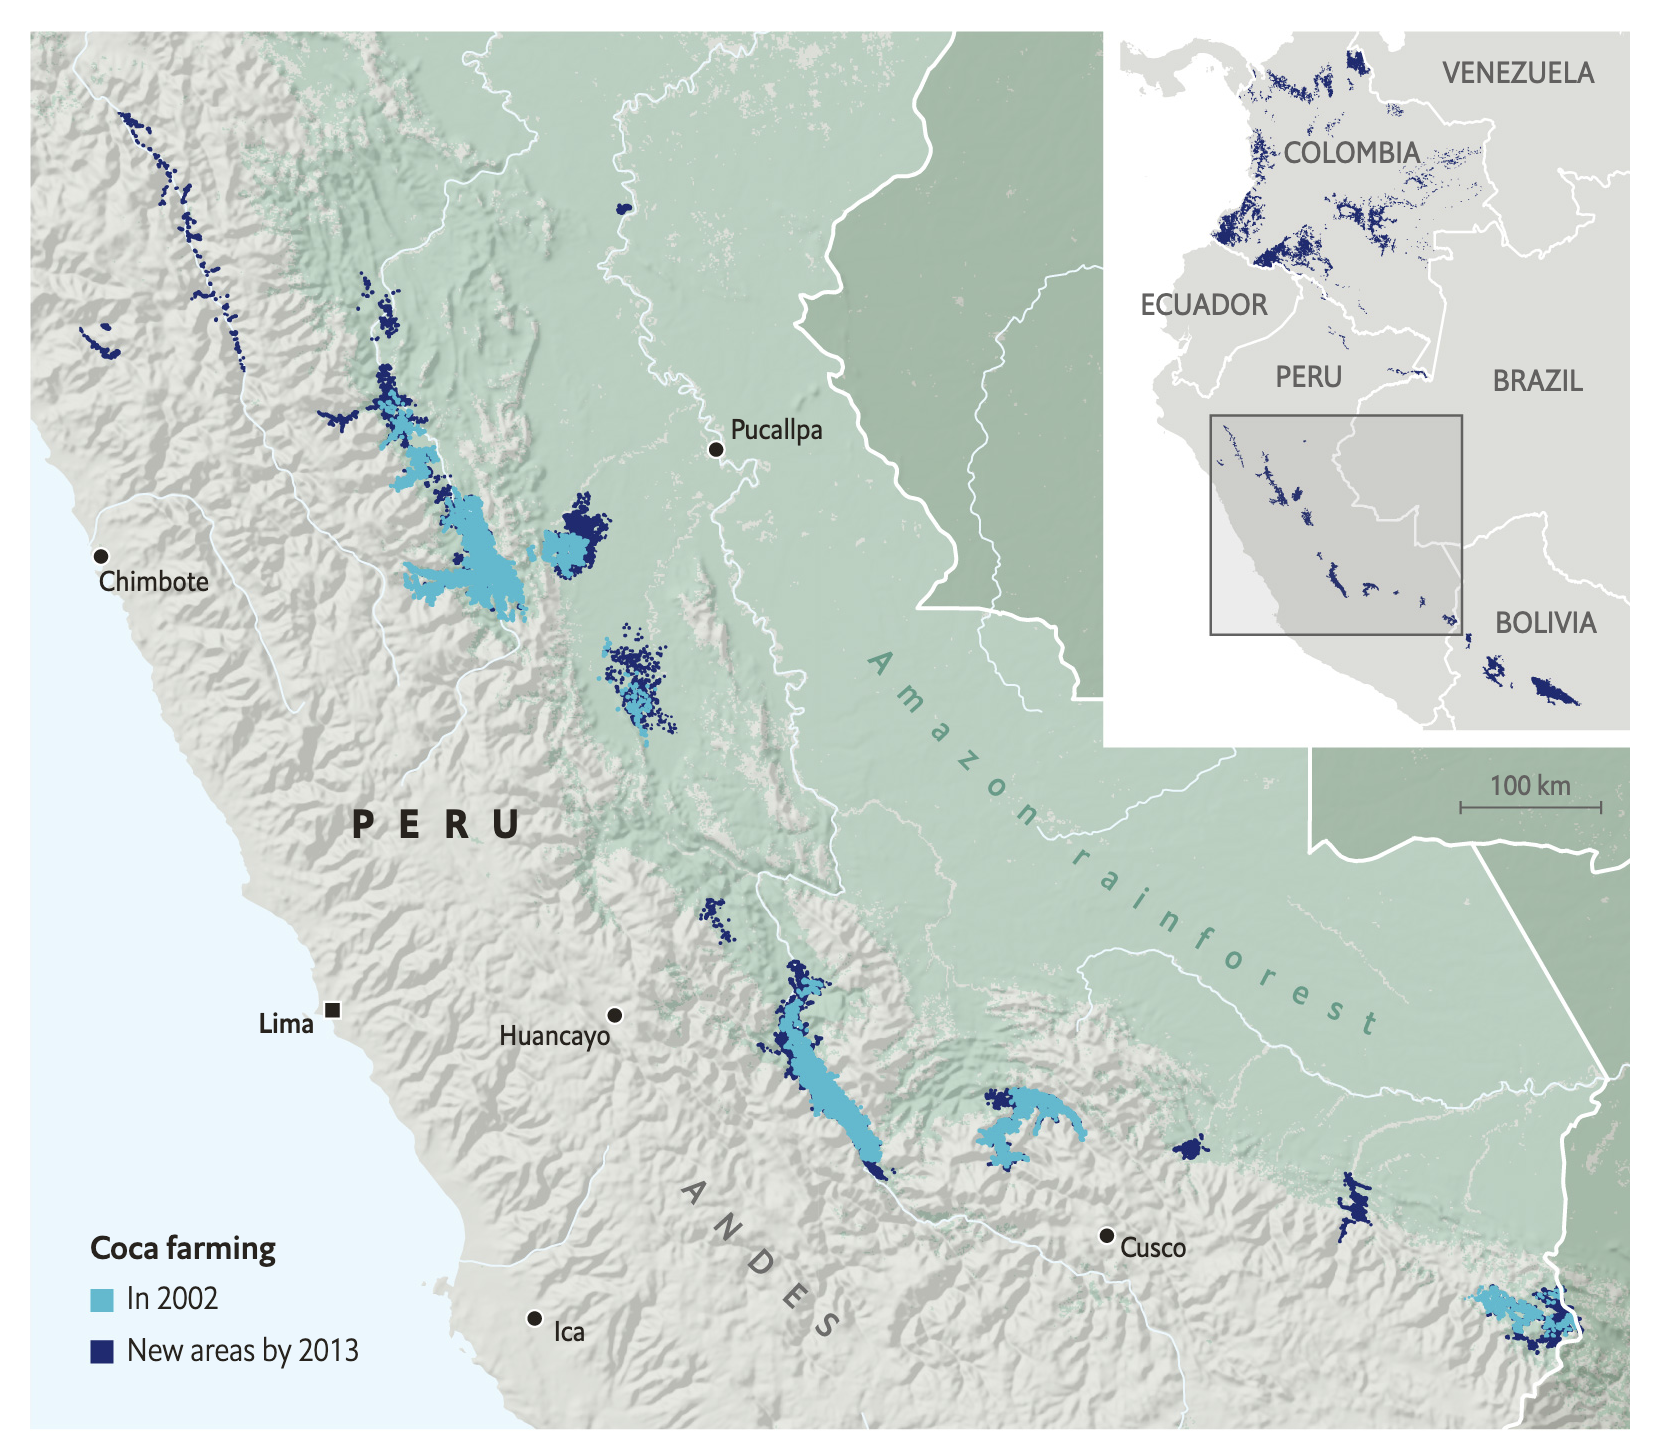 VENEZUELA
COLOMBIA
ECUADOR
PERU
BRAZIL
BOLIVIA
100 km
Pucallpa
Chimbote
Amazon rainforest
PERU
Lima
Huancayo
ANDES
Cusco
Ica
Coca farming
In 2002
New areas by 2013